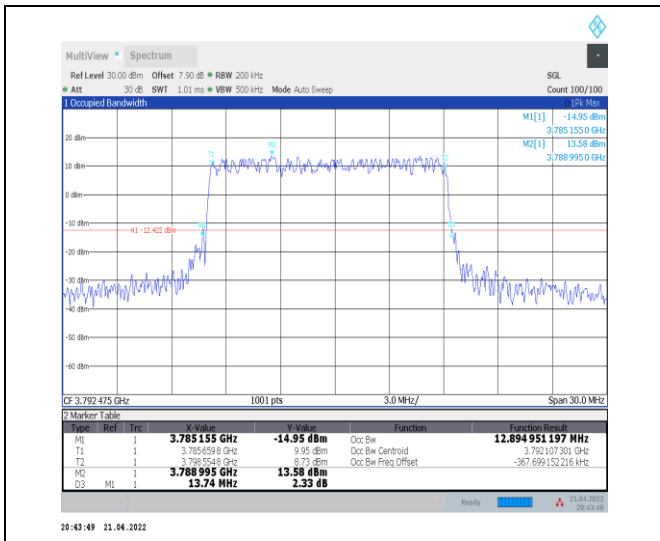 MultiView Spectrum
Ref Level 30.00 dBm Offset 7.90 dB RBW 200 kHz SGL
Att 30 dB SWT 1.01 ms VBW 500 kHz Mode Auto Sweep Count 100/100
1 Occupied Bandwidth 1Pk Max
M1[1] -14.95 dBm
3.785 155 0 GHz
M2[1] 13.58 dBm
3.788 995 0 GHz
20 dBm
T1
10 dBm
0 dBm
-10 dBm
H1 -12.422 dBm
-20 dBm
-30 dBm
-40 dBm
-50 dBm
-60 dBm
CF 3.792 475 GHz 1001 pts 3.0 MHz/ Span 30.0 MHz
2 Marker Table
Type Ref Trc X-Value Y-Value Function Function Result
M1 1 3.785 155 GHz -14.95 dBm Occ Bw 12.894 951 197 MHz
T1 1 3.785 659 8 GHz 9.95 dBm Occ Bw Centroid 3.792 107 301 GHz
T2 1 3.798 554 8 GHz 8.73 dBm Occ Bw Freq Offset -367.699 152 216 kHz
M2 1 3.788 995 GHz 13.58 dBm
D3 M1 1 13.74 MHz 2.33 dB
Ready 21.04.2022
20:43:48
20:43:49 21.04.2022